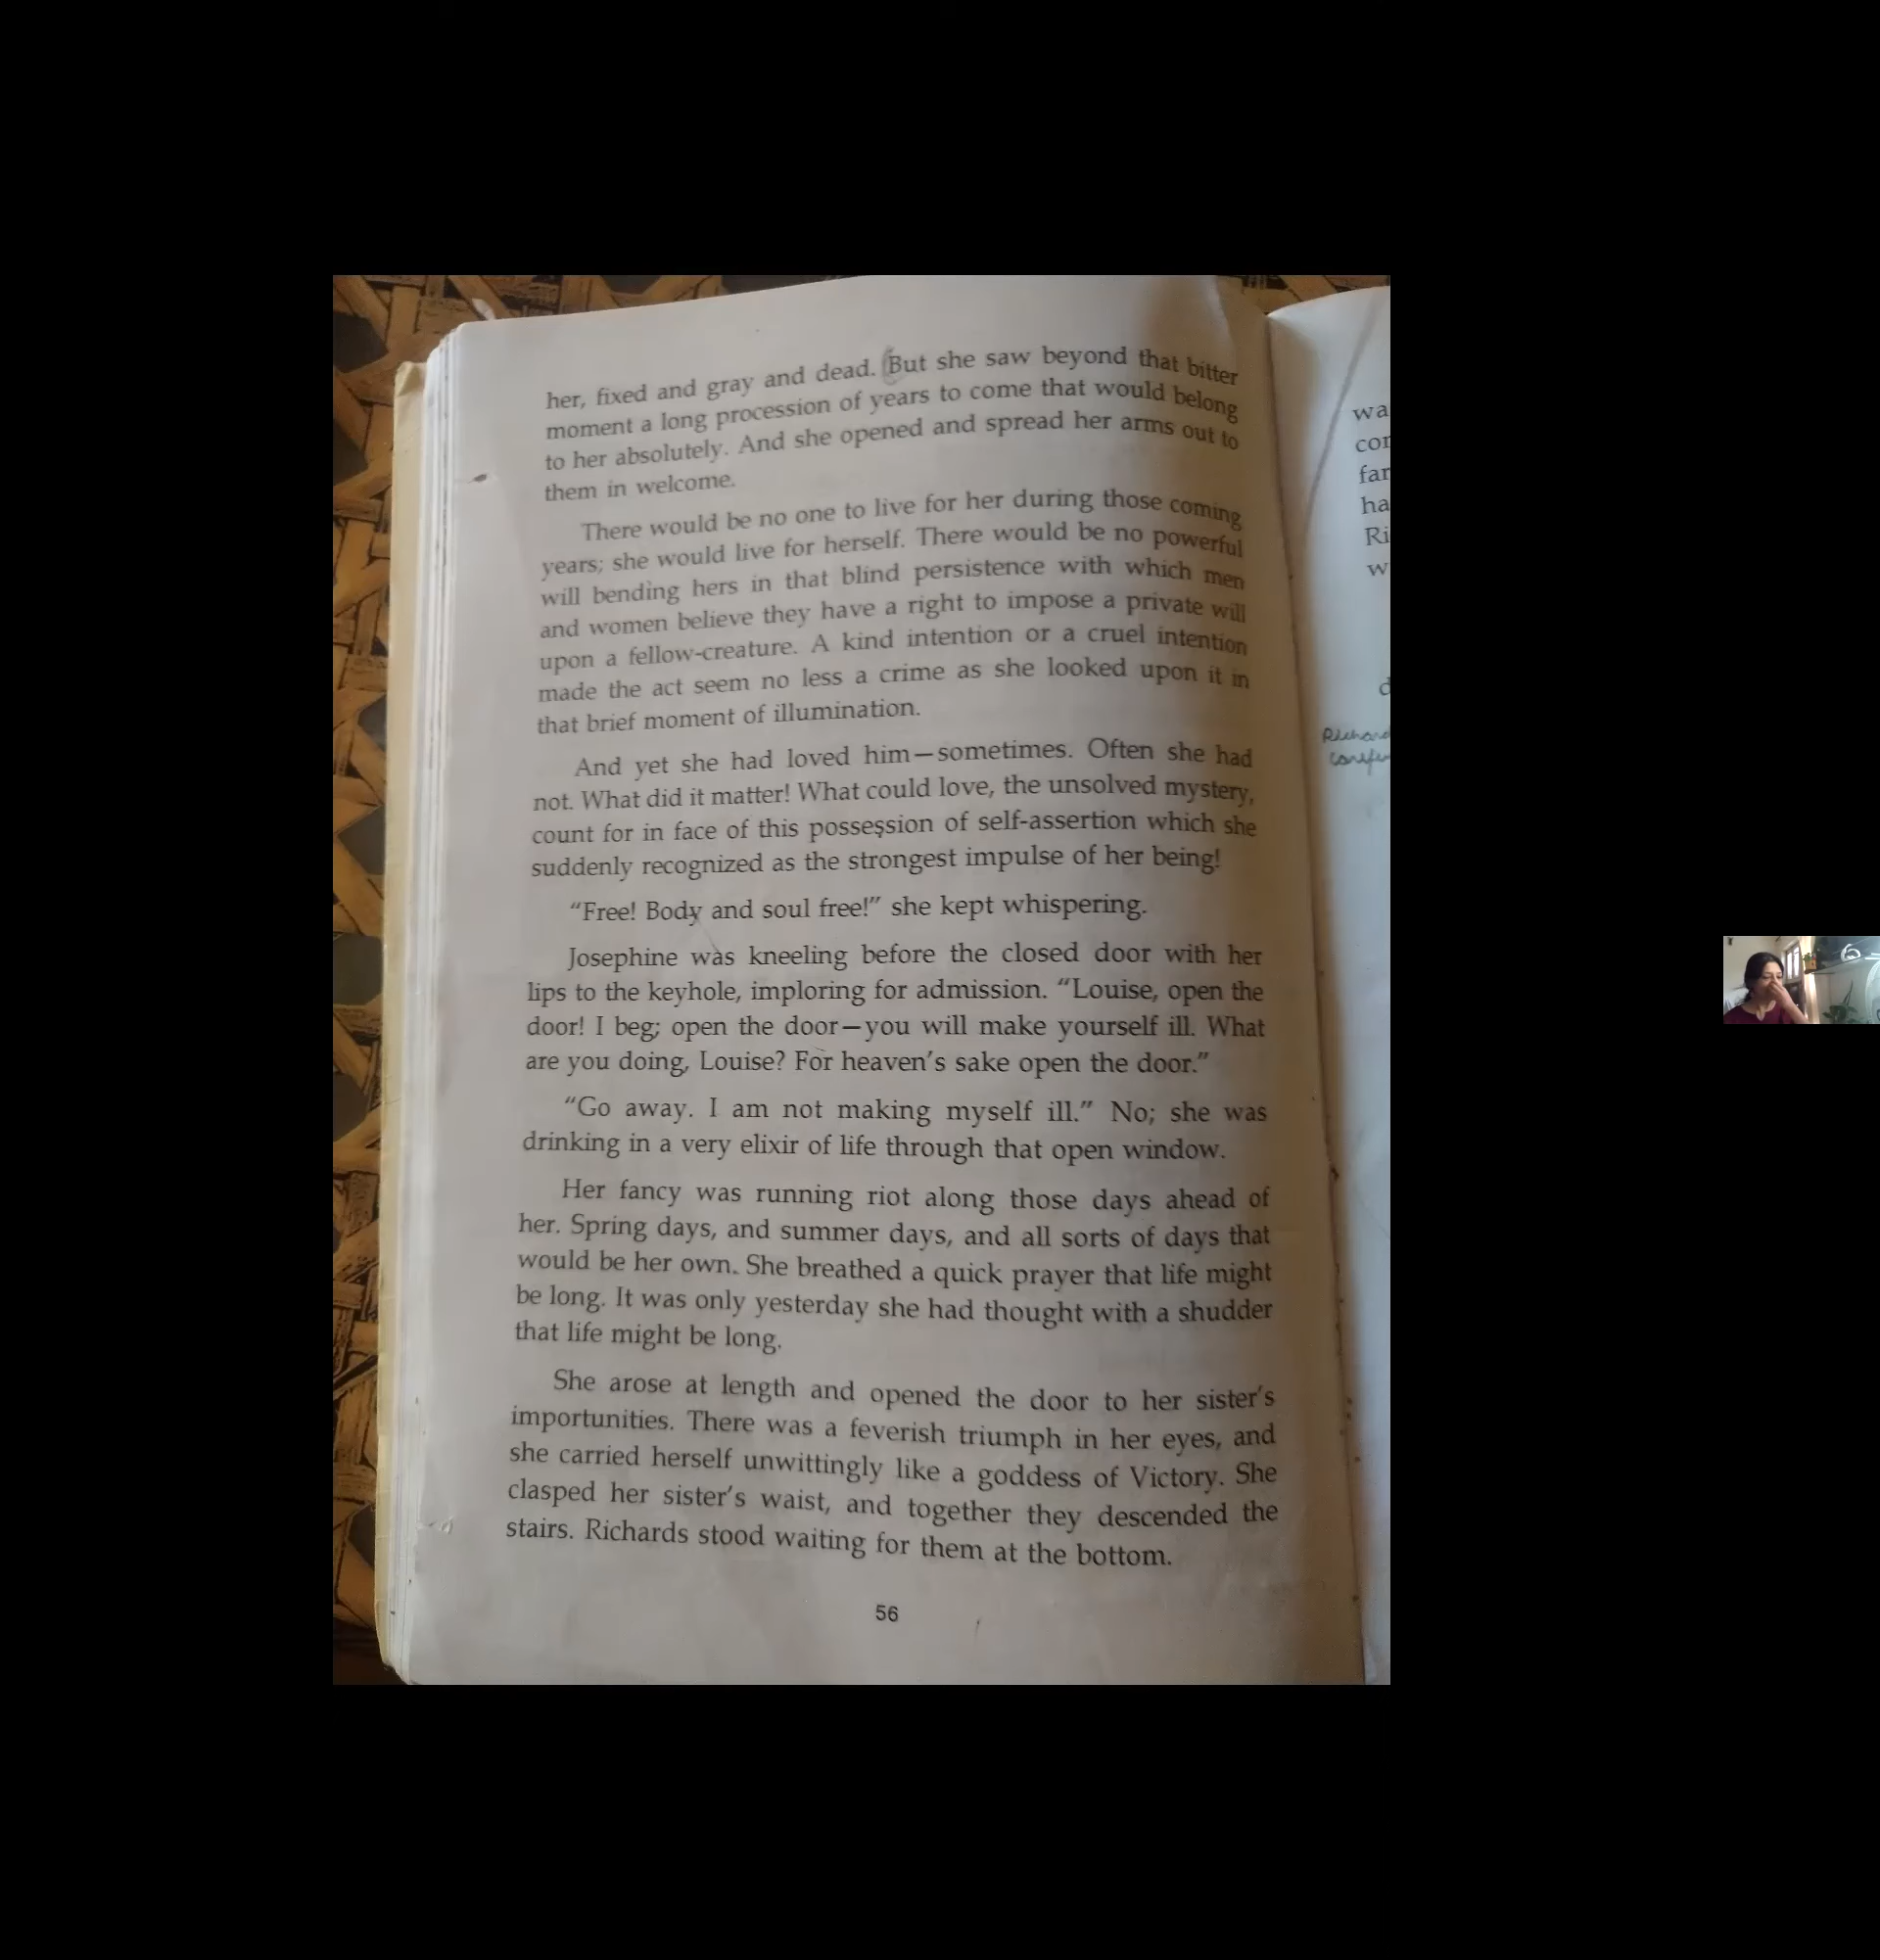 her, fixed and gray and dead. But she saw beyond that bitter
moment a long procession of years to come that would belong
to her absolutely. And she opened and spread her arms out to
them in welcome.
There would be no one to live for her during those coming
years; she would live for herself. There would be no powerful
will bending hers in that blind persistence with which men
and women believe they have a right to impose a private will
upon a fellow-creature. A kind intention or a cruel intention
made the act seem no less a crime as she looked upon it in
that brief moment of illumination.
And yet she had loved him—sometimes. Often she had
not. What did it matter! What could love, the unsolved mystery,
count for in face of this possession of self-assertion which she
suddenly recognized as the strongest impulse of her being!
“Free! Body and soul free!” she kept whispering.
Josephine was kneeling before the closed door with her
lips to the keyhole, imploring for admission. “Louise, open the
door! I beg; open the door—you will make yourself ill. What
are you doing, Louise? For heaven's sake open the door.”
“Go away. I am not making myself ill.” No; she was
drinking in a very elixir of life through that open window.
Her fancy was running riot along those days ahead of
her. Spring days, and summer days, and all sorts of days that
would be her own. She breathed a quick prayer that life might
be long. It was only yesterday she had thought with a shudder
that life might be long.
She arose at length and opened the door to her sister's
importunities. There was a feverish triumph in her eyes, and
she carried herself unwittingly like a goddess of Victory. She
clasped her sister's waist, and together they descended the
stairs. Richards stood waiting for them at the bottom.
56
wa
cor
far
ha
Ri
w
d
Richard